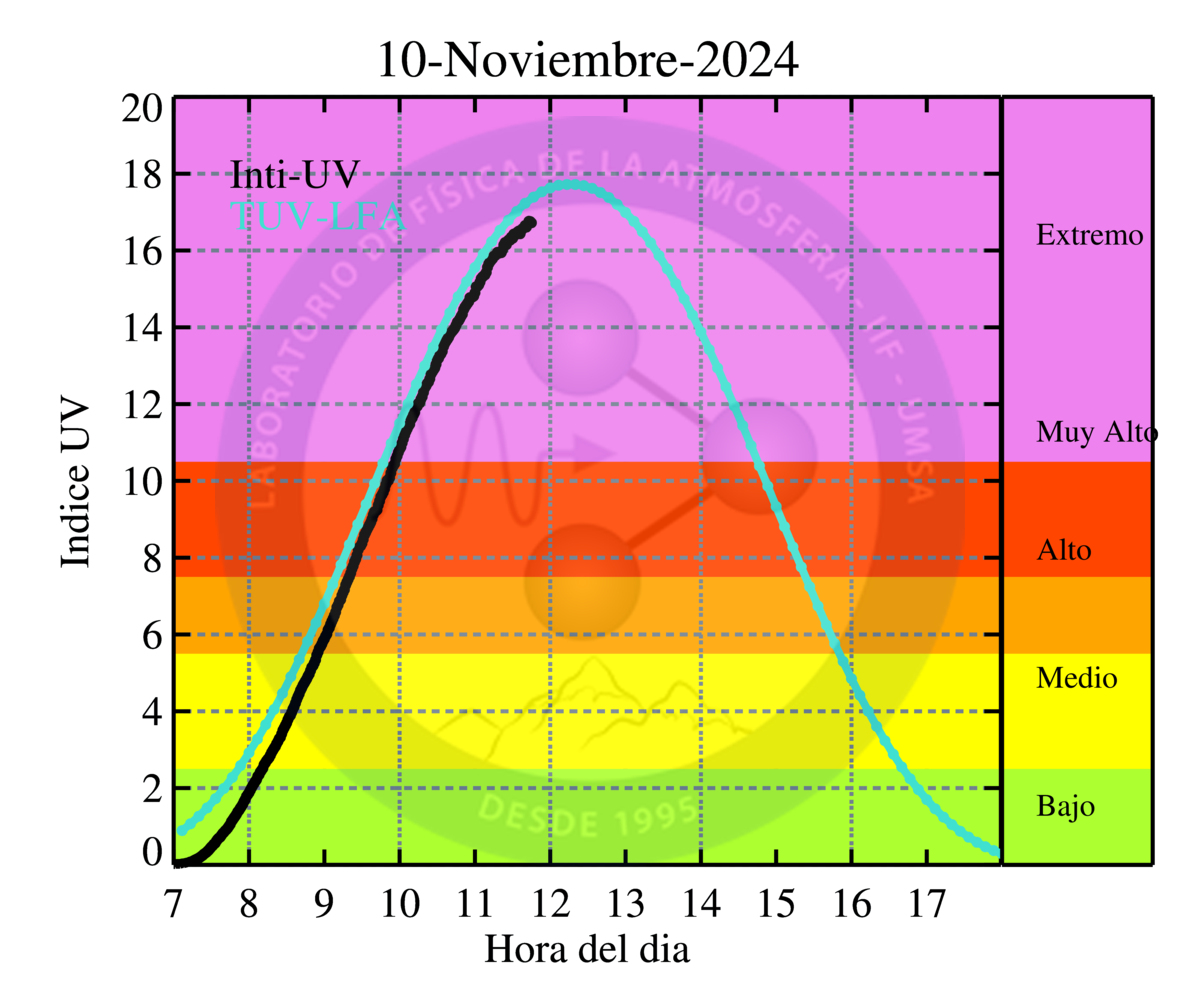 10-Noviembre-2024
20
18
16
14
12
10
8
6
4
2
0
Indice UV
Inti-UV
TUV-LFA
LABORATORIO DE FÍSICA DE LA ATMÓSFERA - IIF - UMSA
DESDE 1995
Extremo
Muy Alto
Alto
Medio
Bajo
7 8 9 10 11 12 13 14 15 16 17
Hora del dia